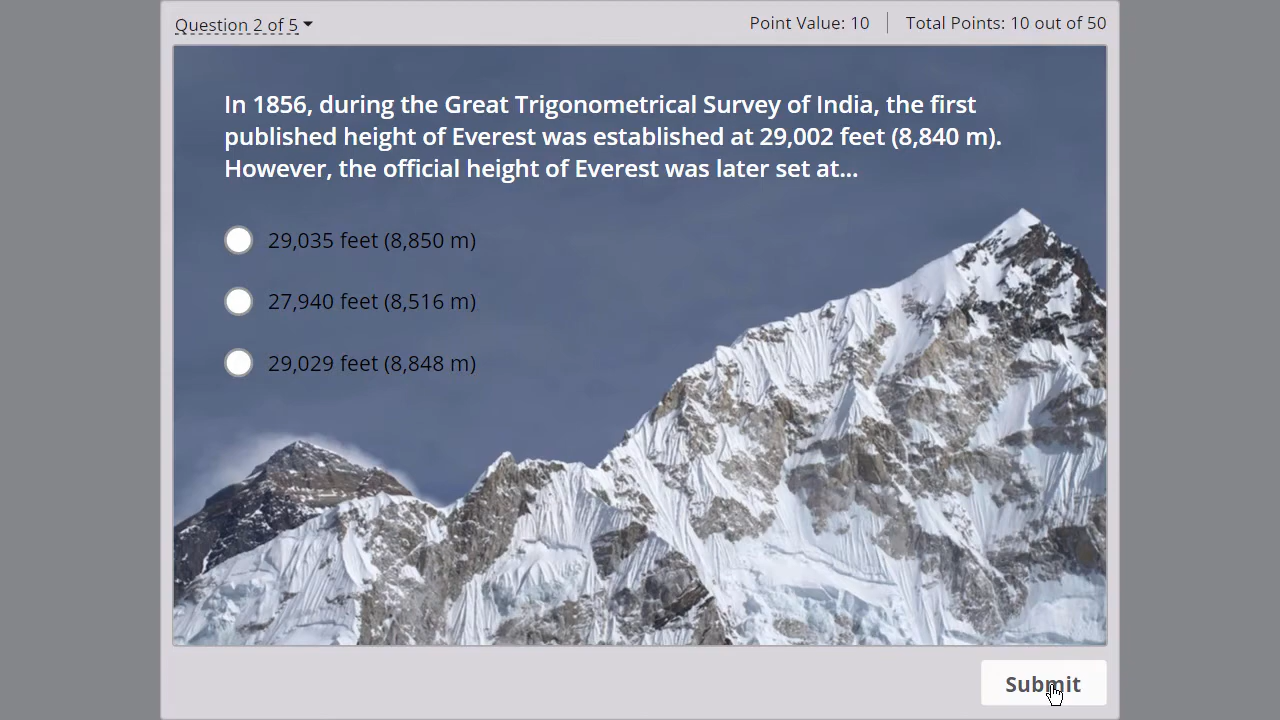 Question 2 of 5
Point Value: 10
Total Points: 10 out of 50
In 1856, during the Great Trigonometrical Survey of India, the first
published height of Everest was established at 29,002 feet (8,840 m).
However, the official height of Everest was later set at...
29,035 feet (8,850 m)
27,940 feet (8,516 m)
29,029 feet (8,848 m)
Submit